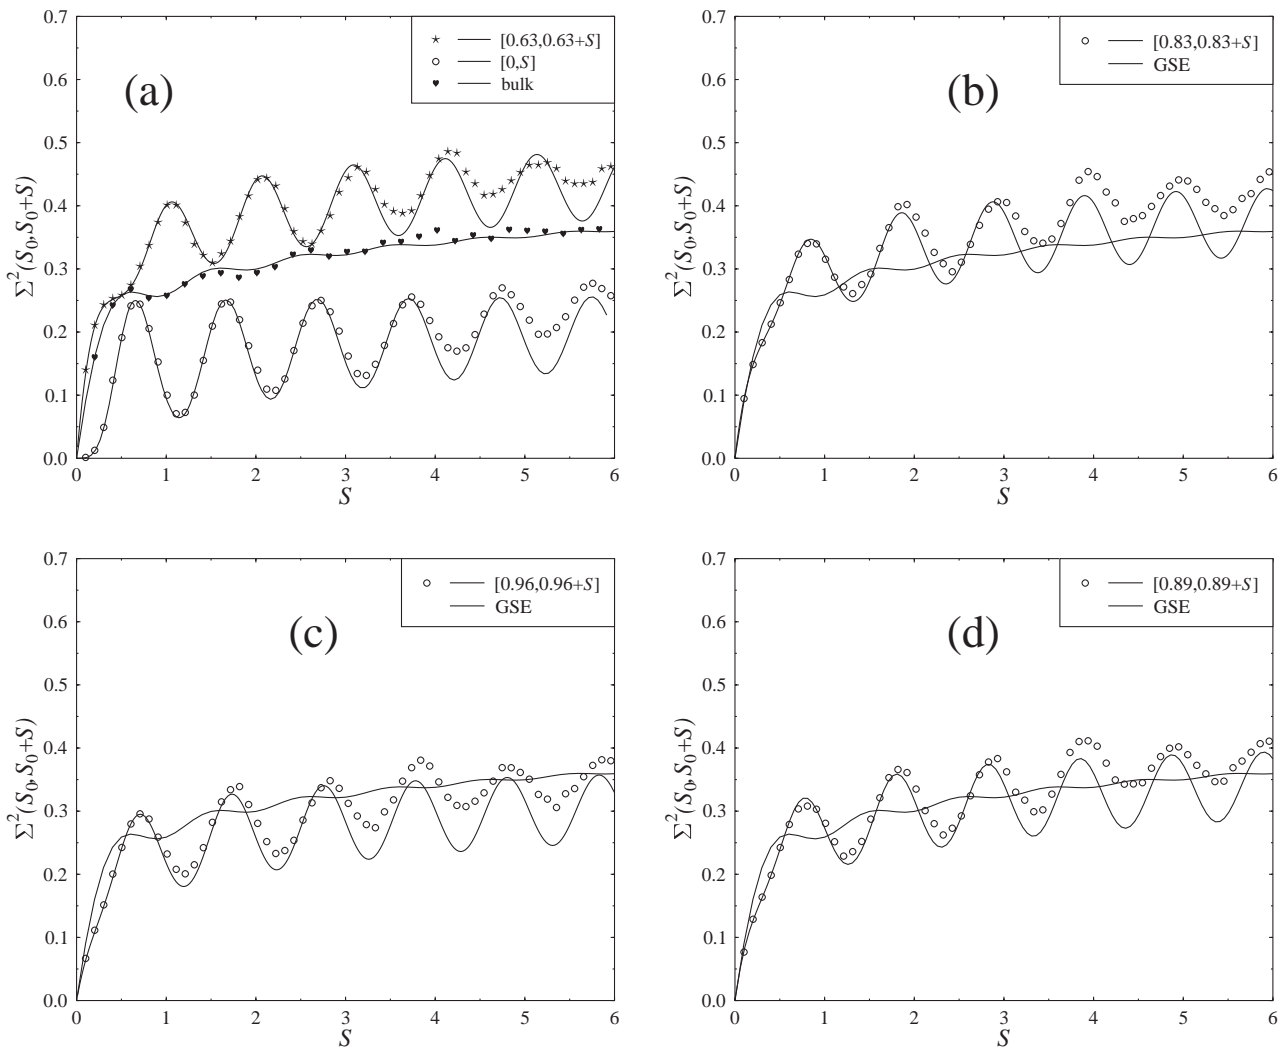 0.7
0.6
0.5
0.4
0.3
0.2
0.1
0.0
Σ²(S₀,S₀+S)
(a)
[0.63,0.63+S]
[0,S]
bulk
0 1 2 3 4 5 6
S
0.7
0.6
0.5
0.4
0.3
0.2
0.1
0.0
Σ²(S₀,S₀+S)
(b)
[0.83,0.83+S]
GSE
0 1 2 3 4 5 6
S
0.7
0.6
0.5
0.4
0.3
0.2
0.1
0.0
Σ²(S₀,S₀+S)
(c)
[0.96,0.96+S]
GSE
0 1 2 3 4 5 6
S
0.7
0.6
0.5
0.4
0.3
0.2
0.1
0.0
Σ²(S₀,S₀+S)
(d)
[0.89,0.89+S]
GSE
0 1 2 3 4 5 6
S